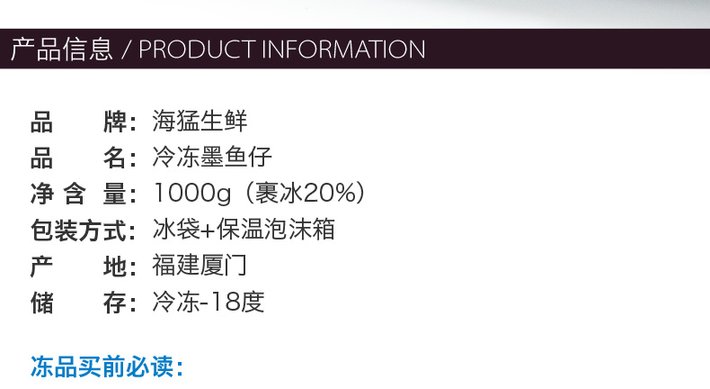 产品信息 / PRODUCT INFORMATION
品牌：海猛生鲜
品名：冷冻墨鱼仔
净含量：1000g（裹冰20%）
包装方式：冰袋+保温泡沫箱
产地：福建厦门
储存：冷冻-18度
冻品买前必读：